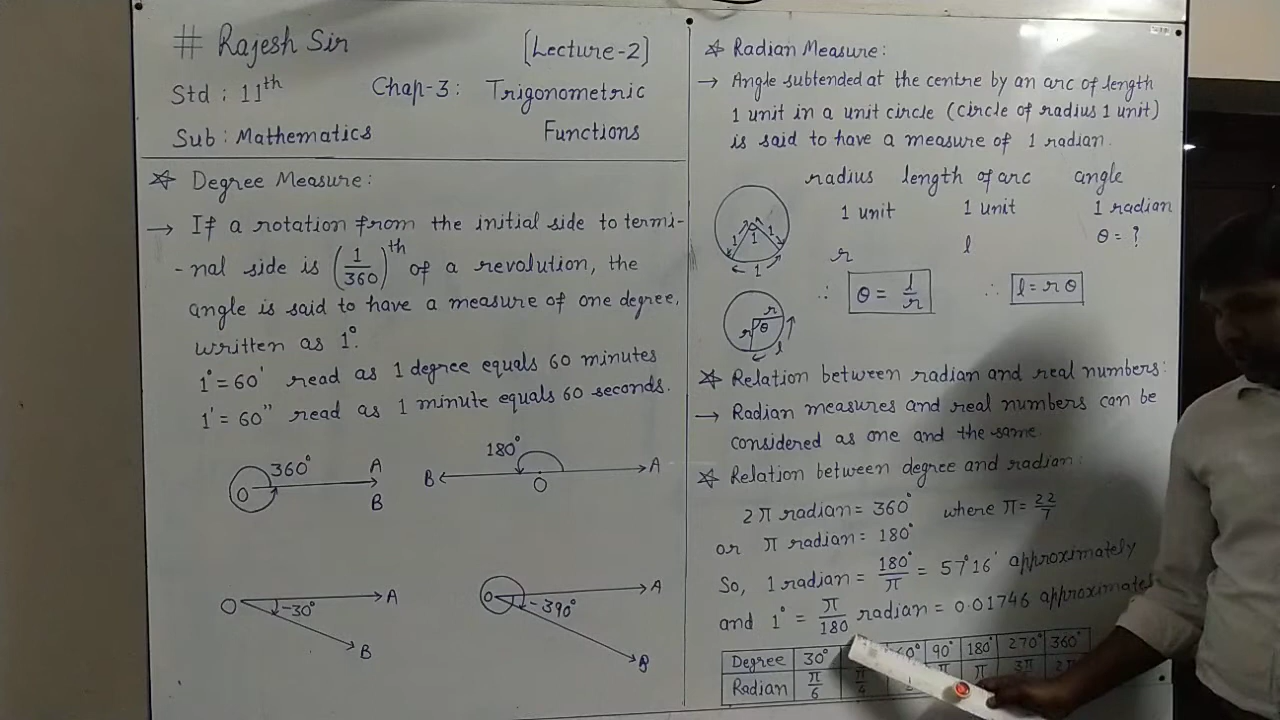 # Rajesh Sir
[Lecture-2]
Std : 11th
Chap-3 : Trigonometric
Sub : Mathematics
Functions
☆ Degree Measure:
→ If a rotation from the initial side to termi-
-nal side is (1/360)th of a revolution, the
angle is said to have a measure of one degree,
written as 1°.
1° = 60' read as 1 degree equals 60 minutes
1' = 60" read as 1 minute equals 60 seconds.
360° A
O
B
180°
B A
O
O -30° A
B
O -390° A
B
☆ Radian Measure:
→ Angle subtended at the centre by an arc of length
1 unit in a unit circle (circle of radius 1 unit)
is said to have a measure of 1 radian.
radius length of arc angle
1 unit 1 unit 1 radian
1 1 1
1
r l θ = ?
∴ θ = l/r ∴ l = r θ
r
r θ
l
☆ Relation between radian and real numbers:
→ Radian measures and real numbers can be
considered as one and the same.
☆ Relation between degree and radian:
2π radian = 360° where π = 22/7
or π radian = 180°
So, 1 radian = 180°/π = 57°16' approximately
and 1° = π/180 radian = 0.01746
Degree 30° 90° 180° 270° 360°
Radian π/6 π/4 π 3π 2π